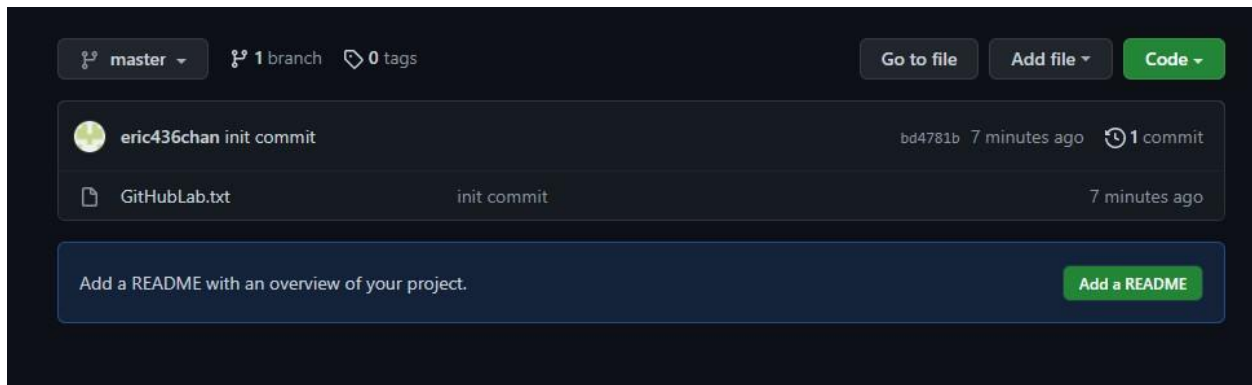 master 1 branch 0 tags Go to file Add file Code
eric436chan init commit bd4781b 7 minutes ago 1 commit
GitHubLab.txt init commit 7 minutes ago
Add a README with an overview of your project. Add a README